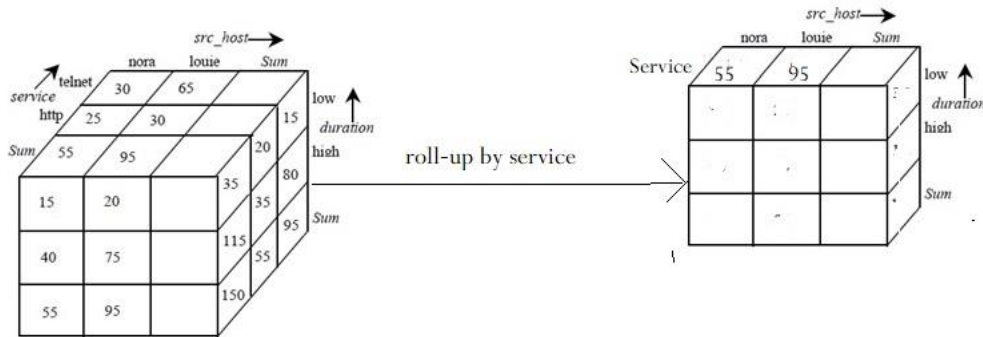 src_host
nora louie Sum
service
telnet 30 65
http 25 30
Sum 55 95
low
duration
high
Sum
15 20 35 20 15
40 75 115 35 80
55 95 150 55 95
roll-up by service
src_host
nora louie Sum
Service 55 95
low
duration
high
Sum